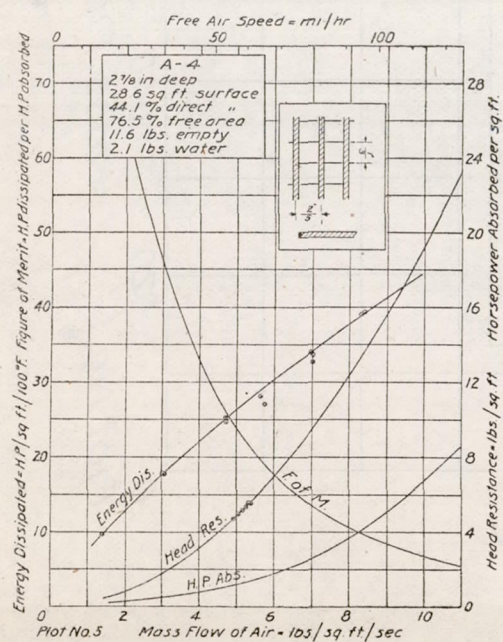 Free Air Speed = mi/hr
0 50 100
A-4
2 7/8 in deep
28.6 sq ft. surface
44.1 % direct "
76.5 % free area
11.6 lbs. empty
2.1 lbs. water
70
60
50
40
30
20
10
0
28
24
20
16
12
8
4
0
Energy Dissipated = H.P./sq ft./100°F. Figure of Merit = H.P. dissipated per H.P. absorbed
Horsepower Absorbed per sq. ft.
Head Resistance = lbs/sq ft
Energy Dis.
Head Res.
F. of M.
H.P. Abs.
2 4 6 8 10
Plot No. 5 Mass Flow of Air - lbs/sq. ft/sec